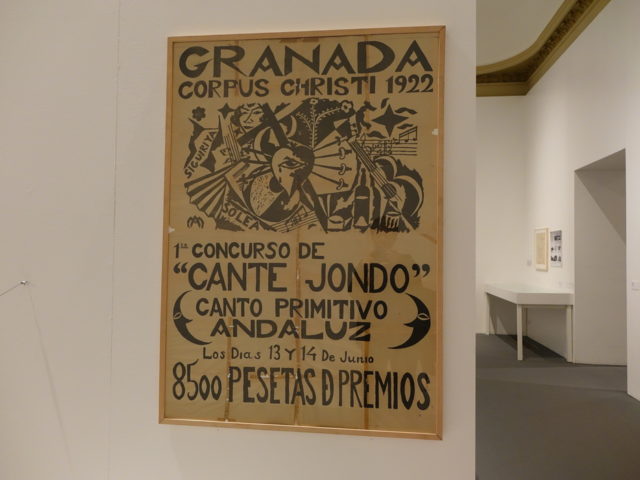 GRANADA
CORPUS CHRISTI 1922
SIGUIRI
SOLEA
1ER CONCURSO DE
"CANTE JONDO"
CANTO PRIMITIVO
ANDALUZ
LOS DIAS 13 Y 14 DE JUNIO
8500 PESETAS D PREMIOS